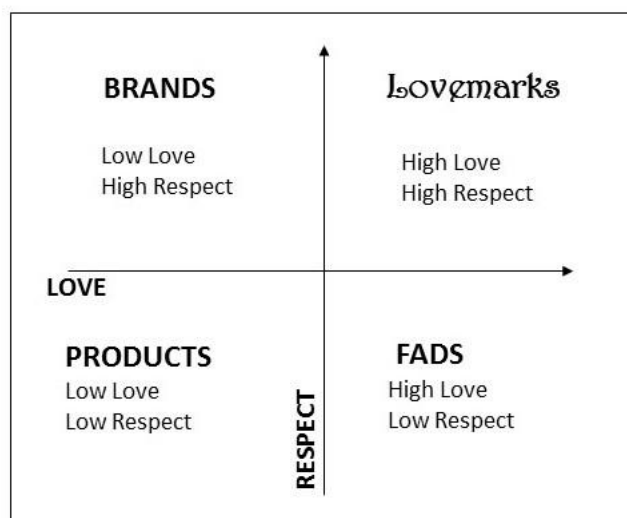 BRANDS
Low Love
High Respect
Lovemarks
High Love
High Respect
LOVE
PRODUCTS
Low Love
Low Respect
RESPECT
FADS
High Love
Low Respect